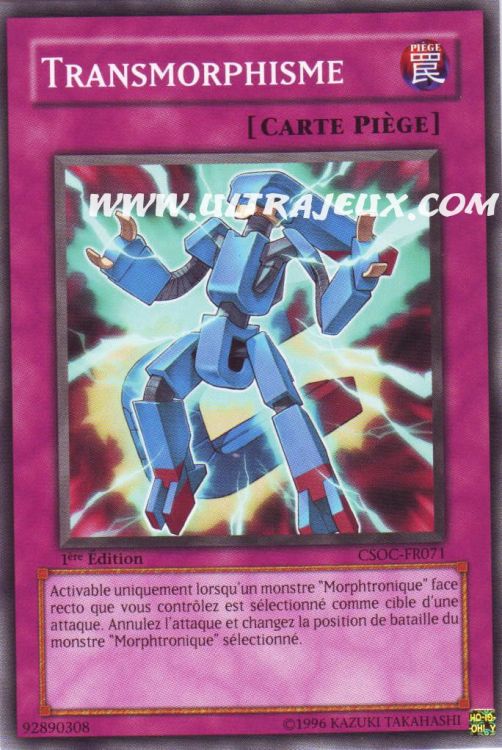 TRANSMORPHISME
PIÈGE
罠
[CARTE PIÈGE]
WWW.ULTRAJEUX.COM
1ère Édition
CSOC-FR071
Activable uniquement lorsqu'un monstre "Morphtronique" face
recto que vous contrôlez est sélectionné comme cible d'une
attaque. Annulez l'attaque et changez la position de bataille du
monstre "Morphtronique" sélectionné.
92890308
©1996 KAZUKI TAKAHASHI